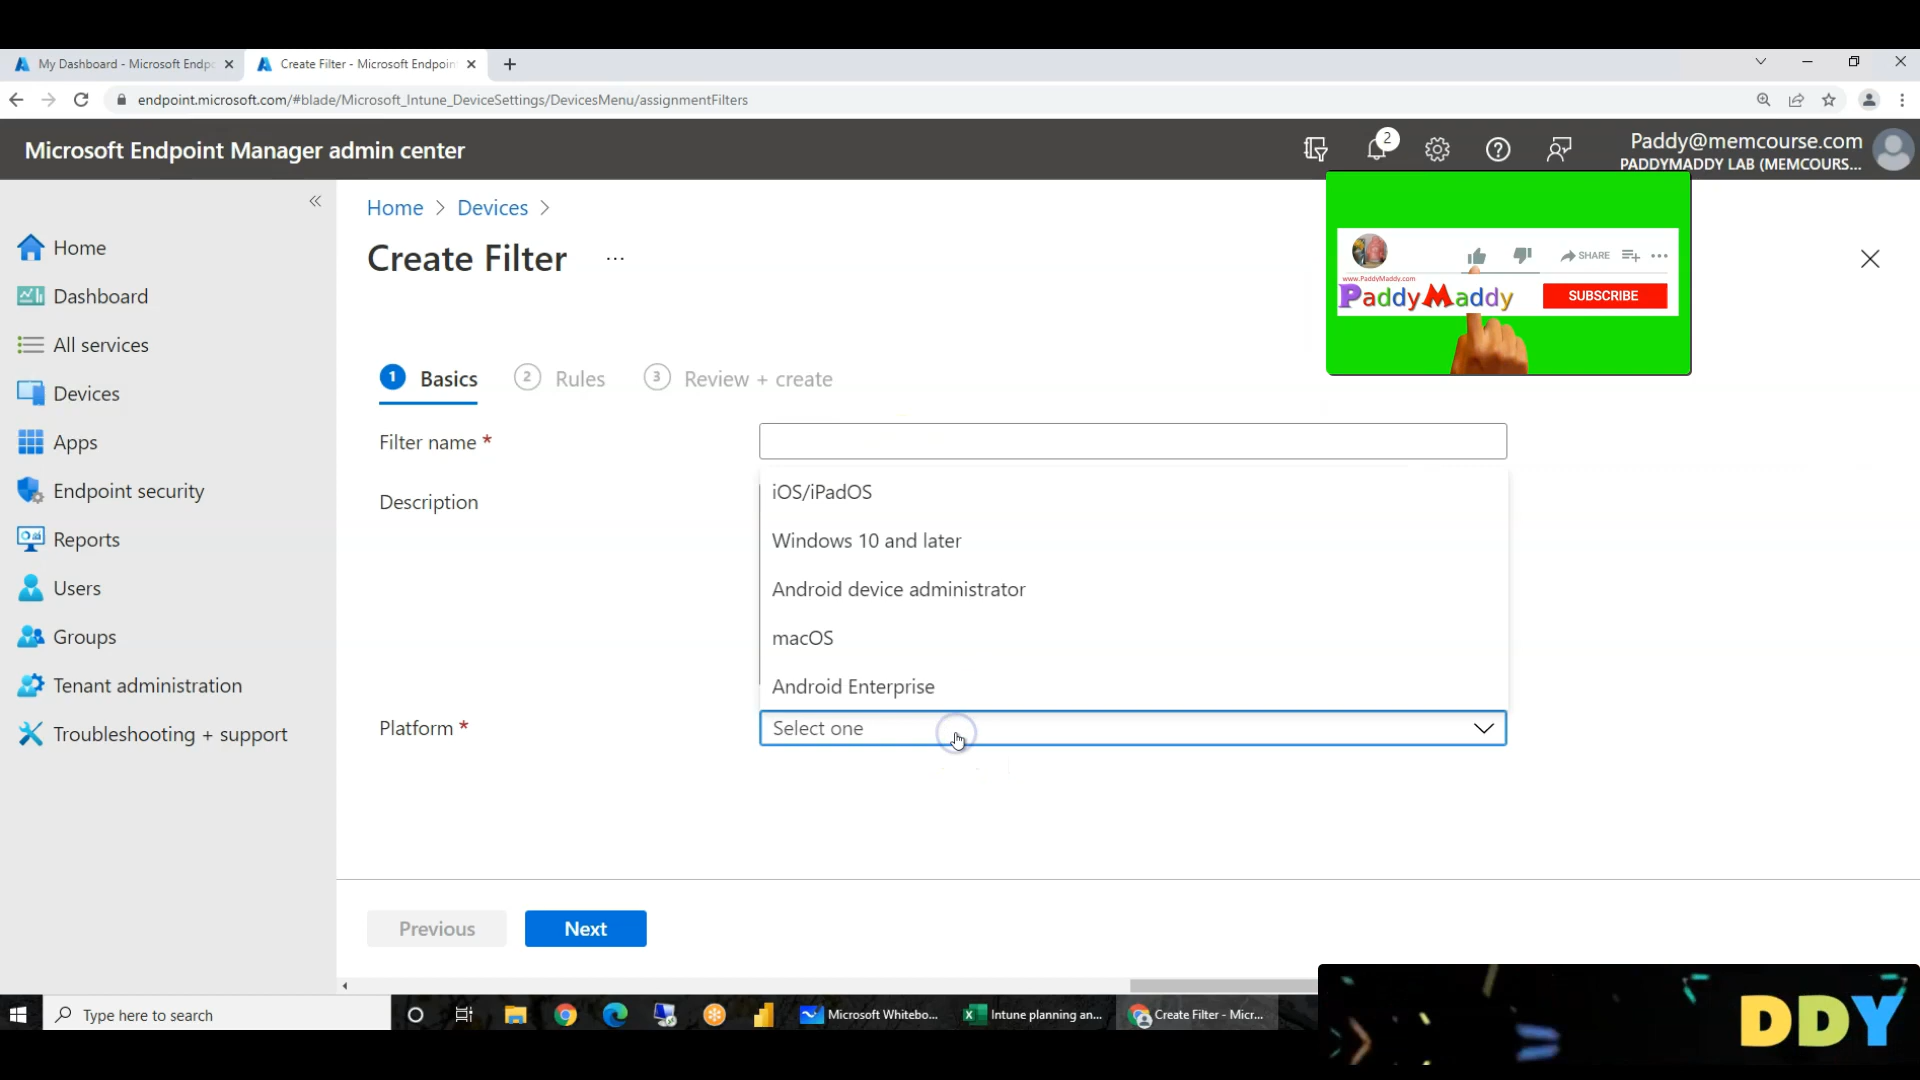 My Dashboard - Microsoft Endp
Create Filter - Microsoft Endpoin
endpoint.microsoft.com/#blade/Microsoft_Intune_DeviceSettings/DevicesMenu/assignmentFilters
Microsoft Endpoint Manager admin center
2
Paddy@memcourse.com
PADDYMADDY LAB (MEMCOURS...
Home > Devices >
Create Filter ...
SHARE
www.PaddyMaddy.com
PaddyMaddy
SUBSCRIBE
Home
Dashboard
All services
Devices
Apps
Endpoint security
Reports
Users
Groups
Tenant administration
Troubleshooting + support
1 Basics
2 Rules
3 Review + create
Filter name *
Description
iOS/iPadOS
Windows 10 and later
Android device administrator
macOS
Android Enterprise
Platform *
Select one
Previous
Next
Type here to search
Microsoft Whitebo...
Intune planning an...
Create Filter - Micr...
DDY